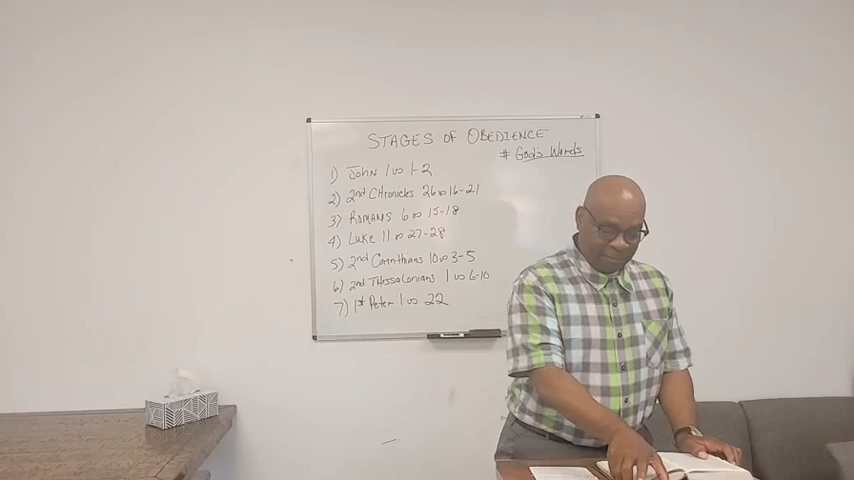 STAGES OF OBEDIENCE
# God's Words
1) JOHN 1 vs 1-2
2) 2nd CHronicles 26 vs 16-21
3) ROMANS 6 vs 15-18
4) Luke 11 vs 27-28
5) 2nd Corinthians 10 vs 3-5
6) 2nd THessalonians 1 vs 6-10
7) 1st Peter 1 vs 22